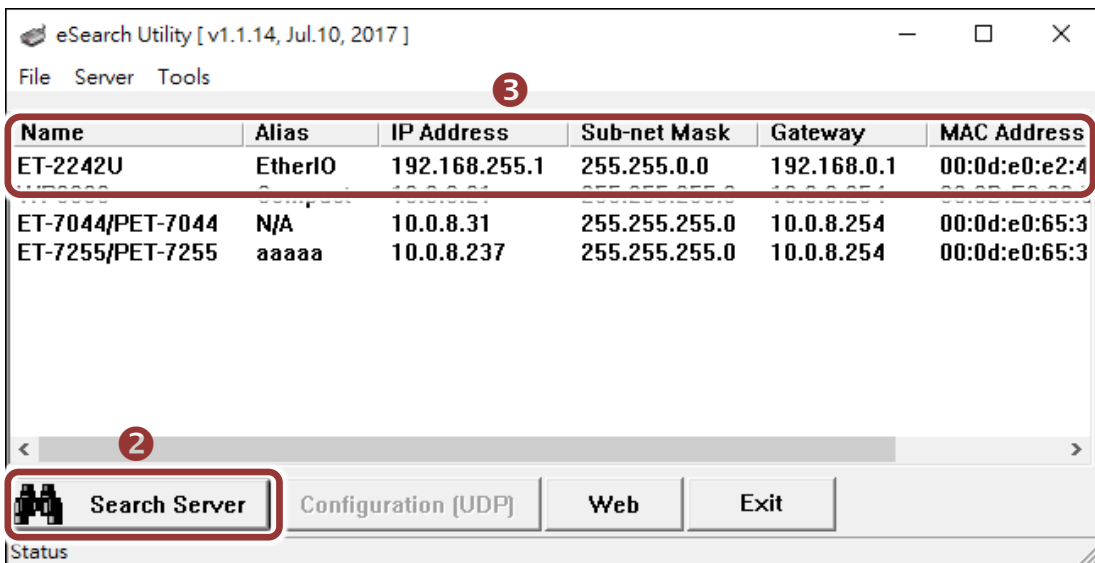 eSearch Utility [ v1.1.14, Jul.10, 2017 ]
File Server Tools
3
Name Alias IP Address Sub-net Mask Gateway MAC Address
ET-2242U EtherIO 192.168.255.1 255.255.0.0 192.168.0.1 00:0d:e0:e2:4
ET-7044/PET-7044 N/A 10.0.8.31 255.255.255.0 10.0.8.254 00:0d:e0:65:3
ET-7255/PET-7255 aaaaa 10.0.8.237 255.255.255.0 10.0.8.254 00:0d:e0:65:3
2
Search Server Configuration (UDP) Web Exit
Status